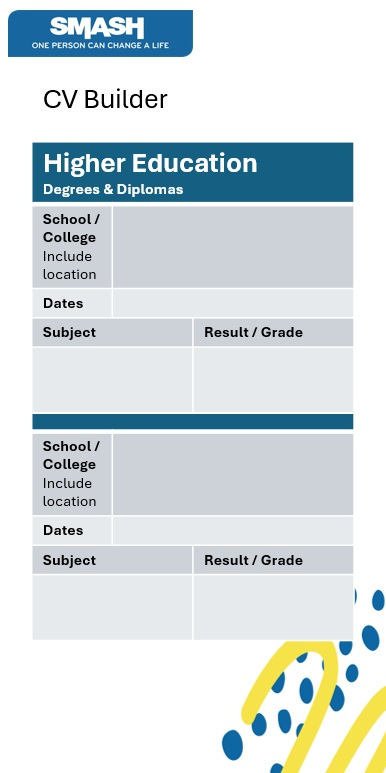 SMASH
ONE PERSON CAN CHANGE A LIFE
CV Builder
Higher Education
Degrees & Diplomas
School /
College
Include
location
Dates
Subject Result / Grade
School /
College
Include
location
Dates
Subject Result / Grade